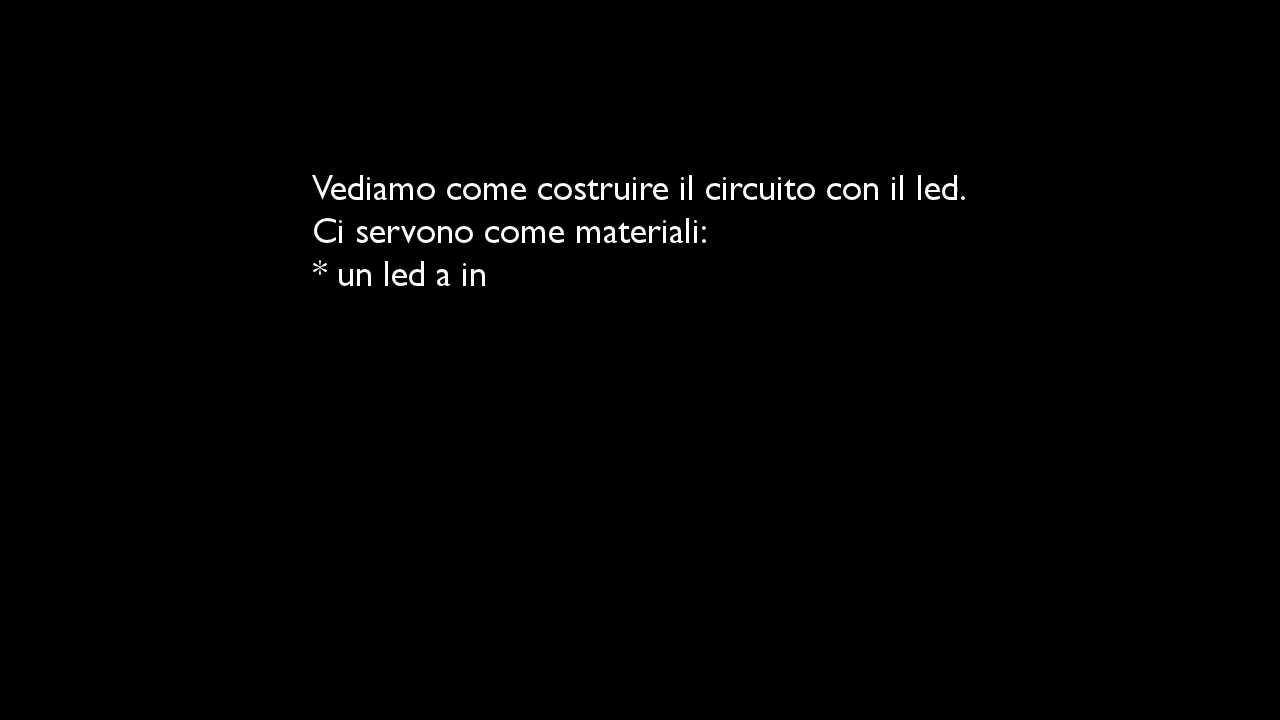 Vediamo come costruire il circuito con il led.
Ci servono come materiali:
* un led a in